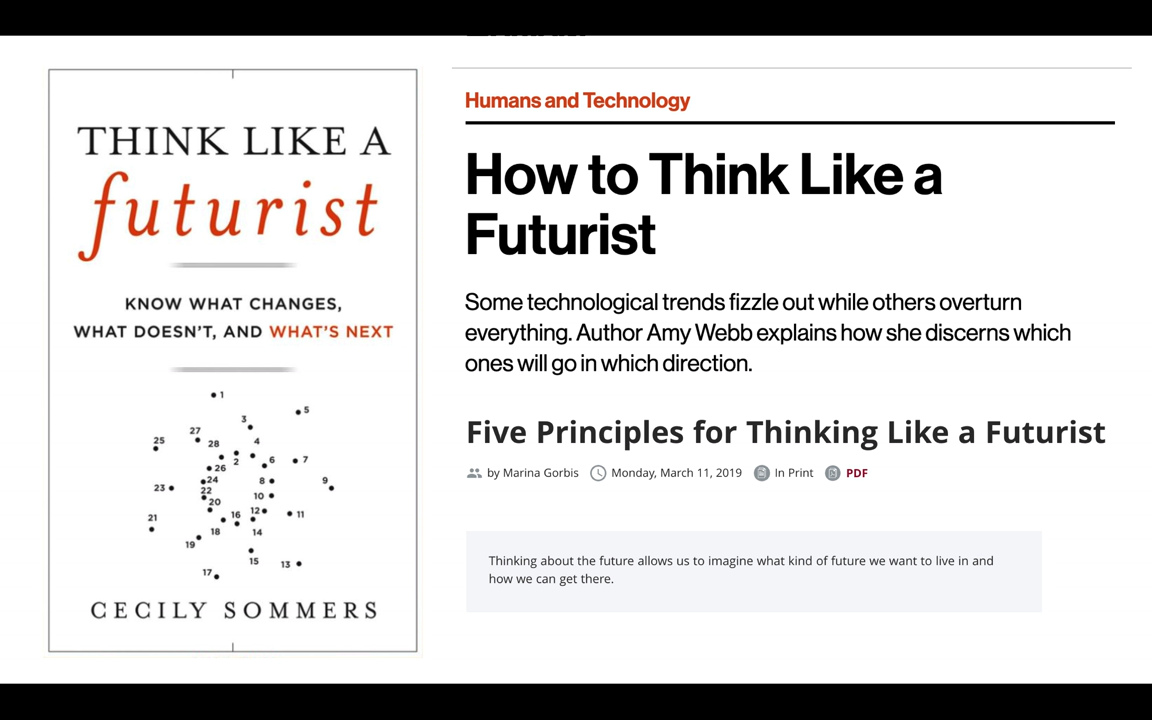 THINK LIKE A
futurist
KNOW WHAT CHANGES,
WHAT DOESN'T, AND WHAT'S NEXT
1
5
3
27
25
28
4
2
6
7
26
24
8
9
23
22
10
20
12
11
16
21
18
14
19
15
13
17
CECILY SOMMERS
Humans and Technology
How to Think Like a
Futurist
Some technological trends fizzle out while others overturn
everything. Author Amy Webb explains how she discerns which
ones will go in which direction.
Five Principles for Thinking Like a Futurist
by Marina Gorbis Monday, March 11, 2019 In Print PDF
Thinking about the future allows us to imagine what kind of future we want to live in and
how we can get there.